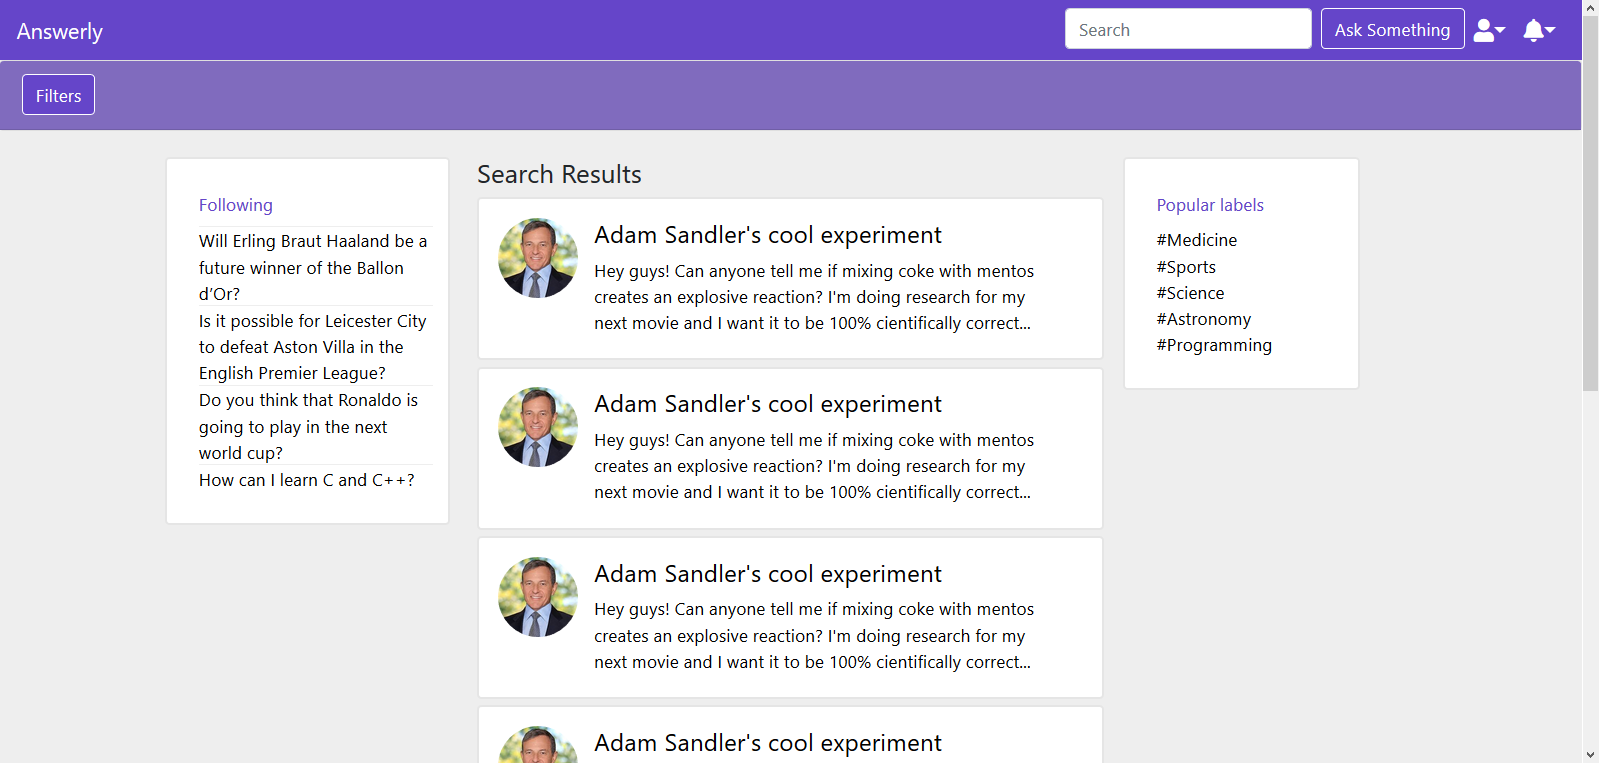 Answerly
Search
Ask Something
Filters
Following
Will Erling Braut Haaland be a
future winner of the Ballon
d'Or?
Is it possible for Leicester City
to defeat Aston Villa in the
English Premier League?
Do you think that Ronaldo is
going to play in the next
world cup?
How can I learn C and C++?
Search Results
Adam Sandler's cool experiment
Hey guys! Can anyone tell me if mixing coke with mentos
creates an explosive reaction? I'm doing research for my
next movie and I want it to be 100% cientifically correct...
Adam Sandler's cool experiment
Hey guys! Can anyone tell me if mixing coke with mentos
creates an explosive reaction? I'm doing research for my
next movie and I want it to be 100% cientifically correct...
Adam Sandler's cool experiment
Hey guys! Can anyone tell me if mixing coke with mentos
creates an explosive reaction? I'm doing research for my
next movie and I want it to be 100% cientifically correct...
Adam Sandler's cool experiment
Popular labels
#Medicine
#Sports
#Science
#Astronomy
#Programming